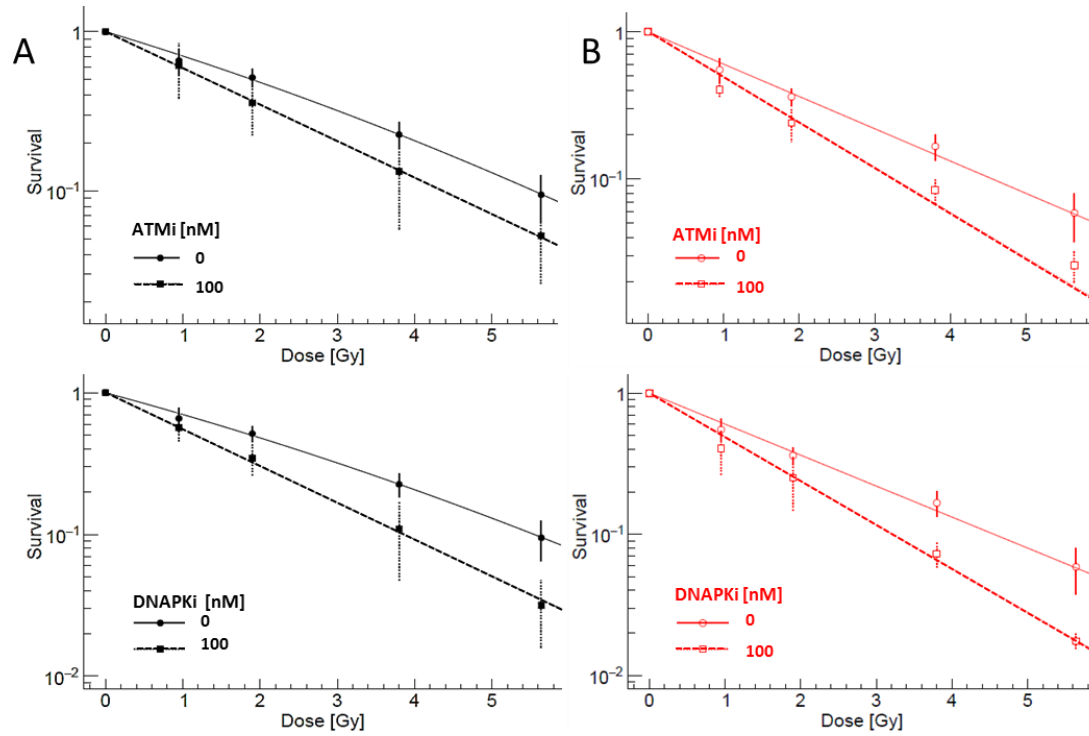 A
1
10⁻¹
Survival
ATMi [nM]
0
100
0 1 2 3 4 5
Dose [Gy]
B
1
10⁻¹
Survival
ATMi [nM]
0
100
0 1 2 3 4 5
Dose [Gy]
1
10⁻¹
10⁻²
Survival
DNAPKi [nM]
0
100
0 1 2 3 4 5
Dose [Gy]
1
10⁻¹
10⁻²
Survival
DNAPKi [nM]
0
100
0 1 2 3 4 5
Dose [Gy]